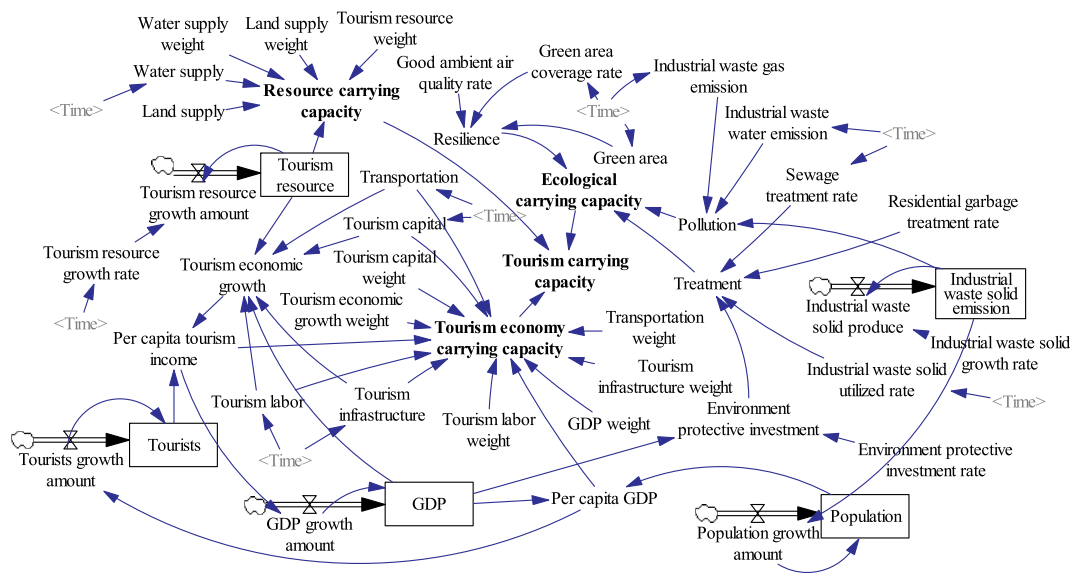 Water supply
weight
Land supply
weight
Tourism resource
weight
Water supply
<Time>
Land supply
Resource carrying
capacity
Good ambient air
quality rate
Green area
coverage rate
Industrial waste gas
emission
<Time>
Industrial waste
water emission
<Time>
Resilience
Green area
Tourism
resource
Tourism resource
growth amount
Transportation
Ecological
carrying capacity
Sewage
treatment rate
Residential garbage
treatment rate
<Time>
Tourism capital
Pollution
Tourism resource
growth rate
Tourism economic
growth
Tourism capital
weight
Tourism carrying
capacity
Treatment
Industrial
waste solid
emission
Industrial waste
solid produce
<Time>
Tourism economic
growth weight
Tourism economy
carrying capacity
Transportation
weight
Per capita tourism
income
Industrial waste solid
growth rate
Tourism
infrastructure weight
Industrial waste solid
utilized rate
Tourism labor
Tourism
infrastructure
Tourism labor
weight
GDP weight
Environment
protective investment
<Time>
Tourists
Tourists growth
amount
<Time>
Environment protective
investment rate
GDP
GDP growth
amount
Per capita GDP
Population
Population growth
amount